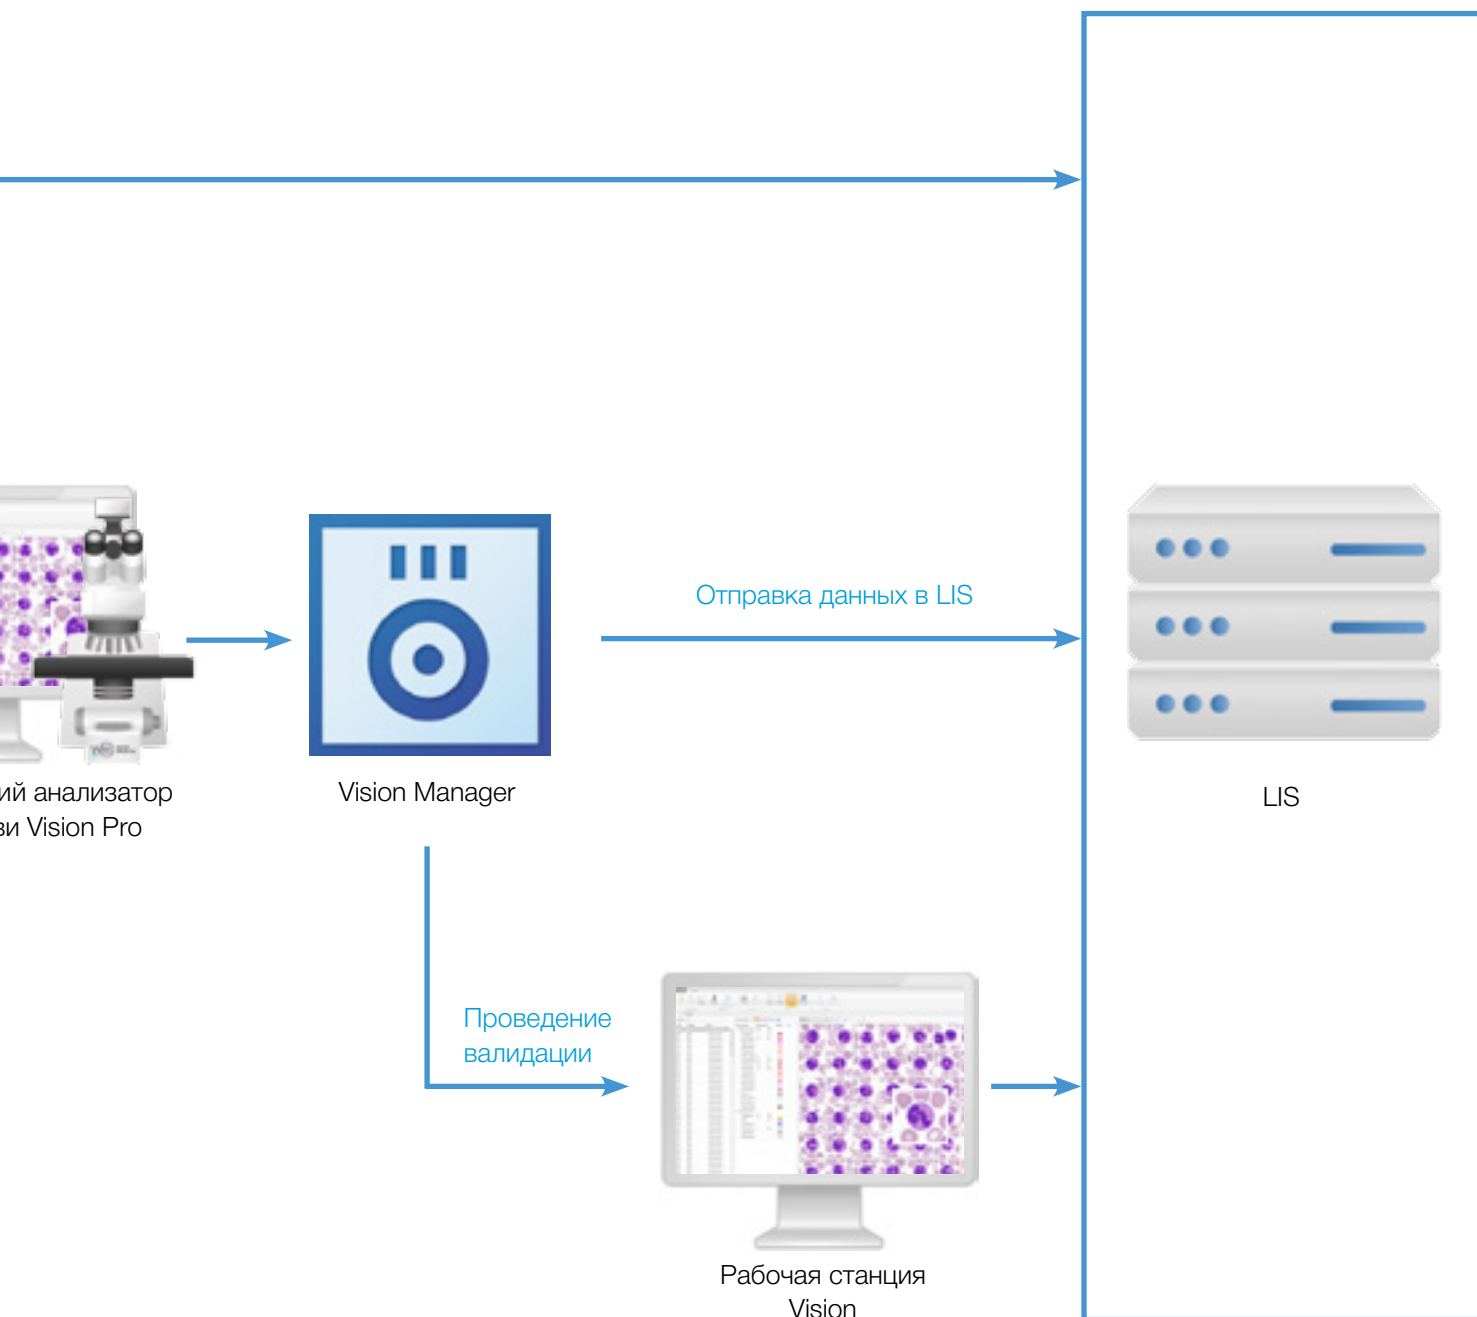 Отправка данных в LIS
ий анализатор
ви Vision Pro
Vision Manager
LIS
Проведение
валидации
Рабочая станция
Vision